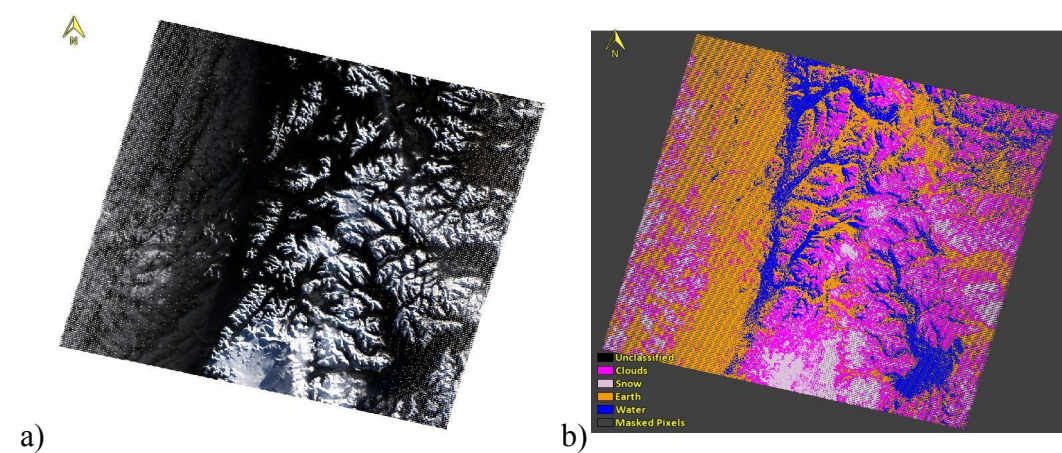 N
N
Unclassified
Clouds
Snow
Earth
Water
Masked Pixels
a)
b)